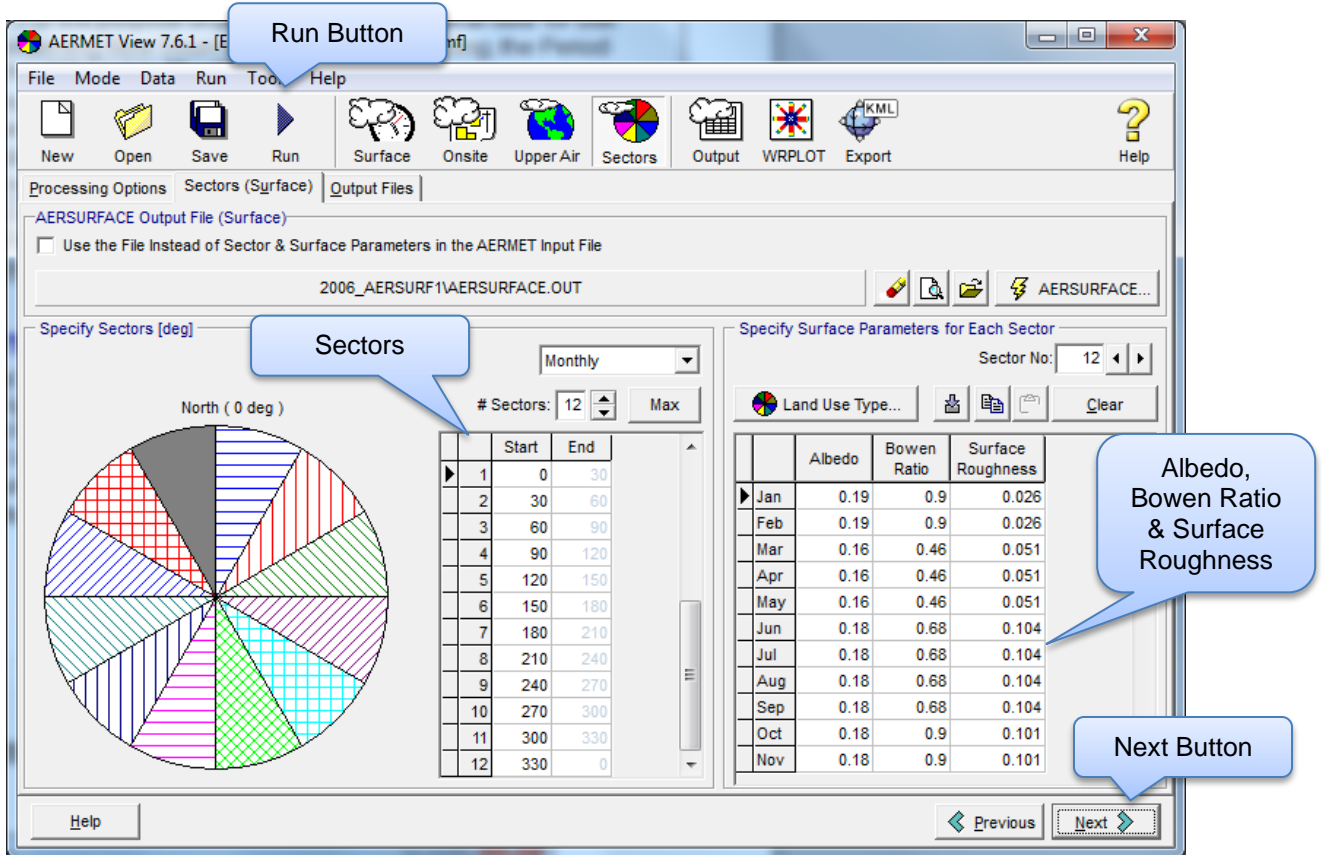 Run Button
AERMET View 7.6.1 - [E mf]
File Mode Data Run Tools Help
New Open Save Run Surface Onsite Upper Air Sectors Output WRPLOT Export Help
KML
Processing Options Sectors (Surface) Output Files
AERSURFACE Output File (Surface)
Use the File Instead of Sector & Surface Parameters in the AERMET Input File
2006_AERSURF1\AERSURFACE.OUT AERSURFACE...
Specify Sectors [deg]
Sectors
Monthly
# Sectors: 12 Max
North ( 0 deg )
Start End
1 0 30
2 30 60
3 60 90
4 90 120
5 120 150
6 150 180
7 180 210
8 210 240
9 240 270
10 270 300
11 300 330
12 330 0
Specify Surface Parameters for Each Sector
Sector No: 12
Land Use Type... Clear
Albedo Bowen Ratio Surface Roughness
Jan 0.19 0.9 0.026
Feb 0.19 0.9 0.026
Mar 0.16 0.46 0.051
Apr 0.16 0.46 0.051
May 0.16 0.46 0.051
Jun 0.18 0.68 0.104
Jul 0.18 0.68 0.104
Aug 0.18 0.68 0.104
Sep 0.18 0.68 0.104
Oct 0.18 0.9 0.101
Nov 0.18 0.9 0.101
Albedo,
Bowen Ratio
& Surface
Roughness
Next Button
Help Previous Next